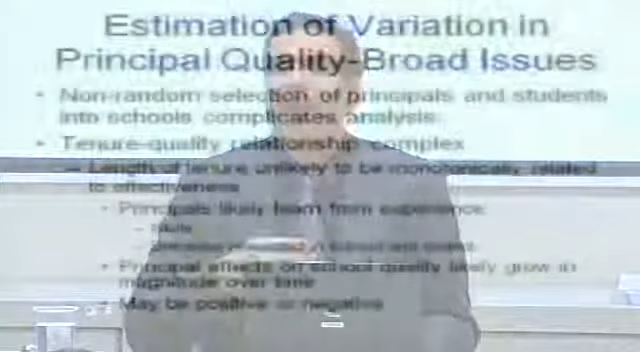 Estimation of Variation in
Principal Quality-Broad Issues
• Non-random selection of principals and students
into schools complicates analysis
• Tenure-quality relationship complex
– Length of tenure unlikely to be monotonically related
to effectiveness
• Principals likely learn from experience
– Skills
• Principal effects on school quality likely grow in
magnitude over time
• May be positive or negative